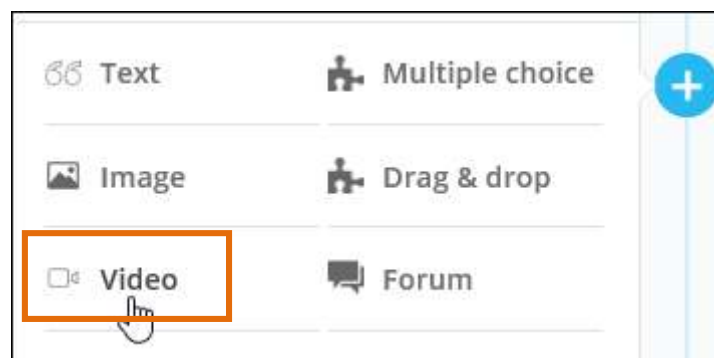 Text
Multiple choice
Image
Drag & drop
Video
Forum